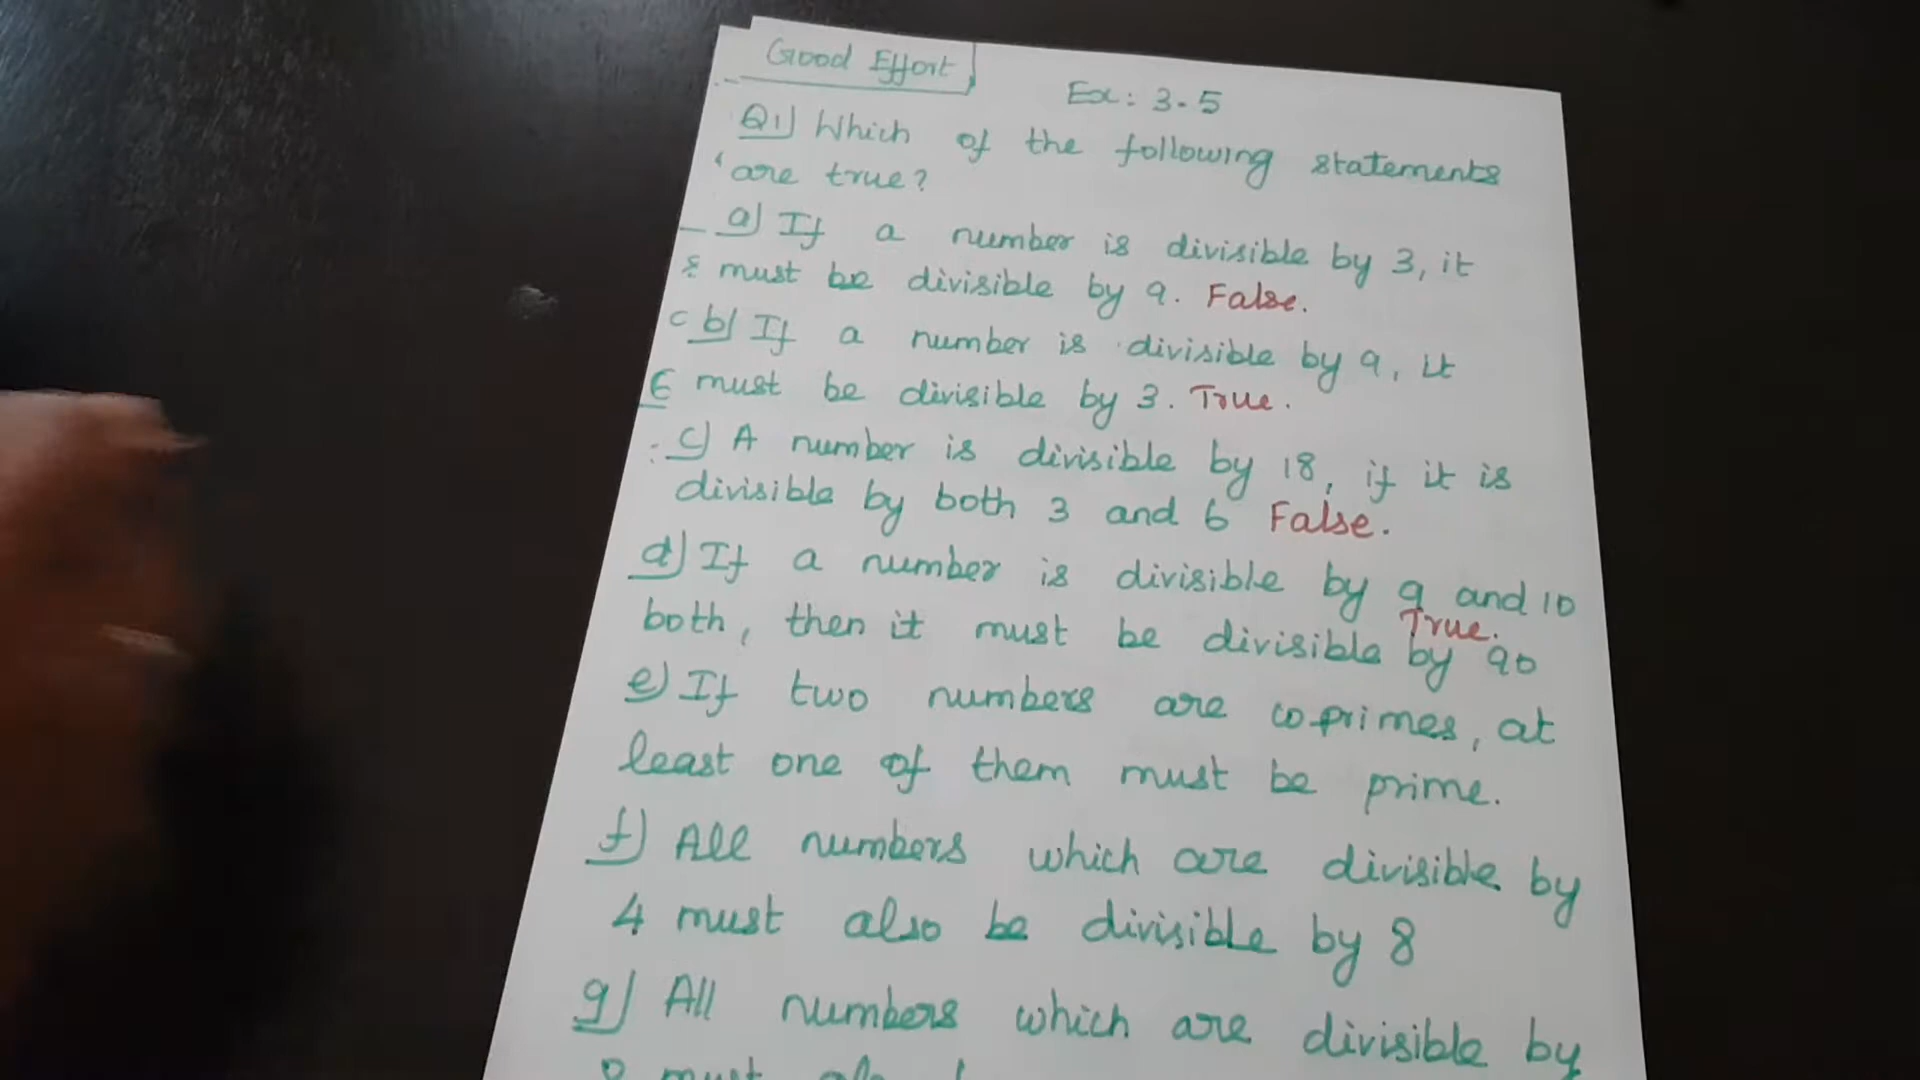 Good Effort
Ex: 3.5
Q1) Which of the following statements
are true?
a) If a number is divisible by 3, it
must be divisible by 9. False.
b) If a number is divisible by 9, it
must be divisible by 3. True.
c) A number is divisible by 18, if it is
divisible by both 3 and 6 False.
d) If a number is divisible by 9 and 10
both, then it must be divisible by 90 True.
e) If two numbers are coprimes, at
least one of them must be prime.
f) All numbers which are divisible by
4 must also be divisible by 8
g) All numbers which are divisible by
8 must also